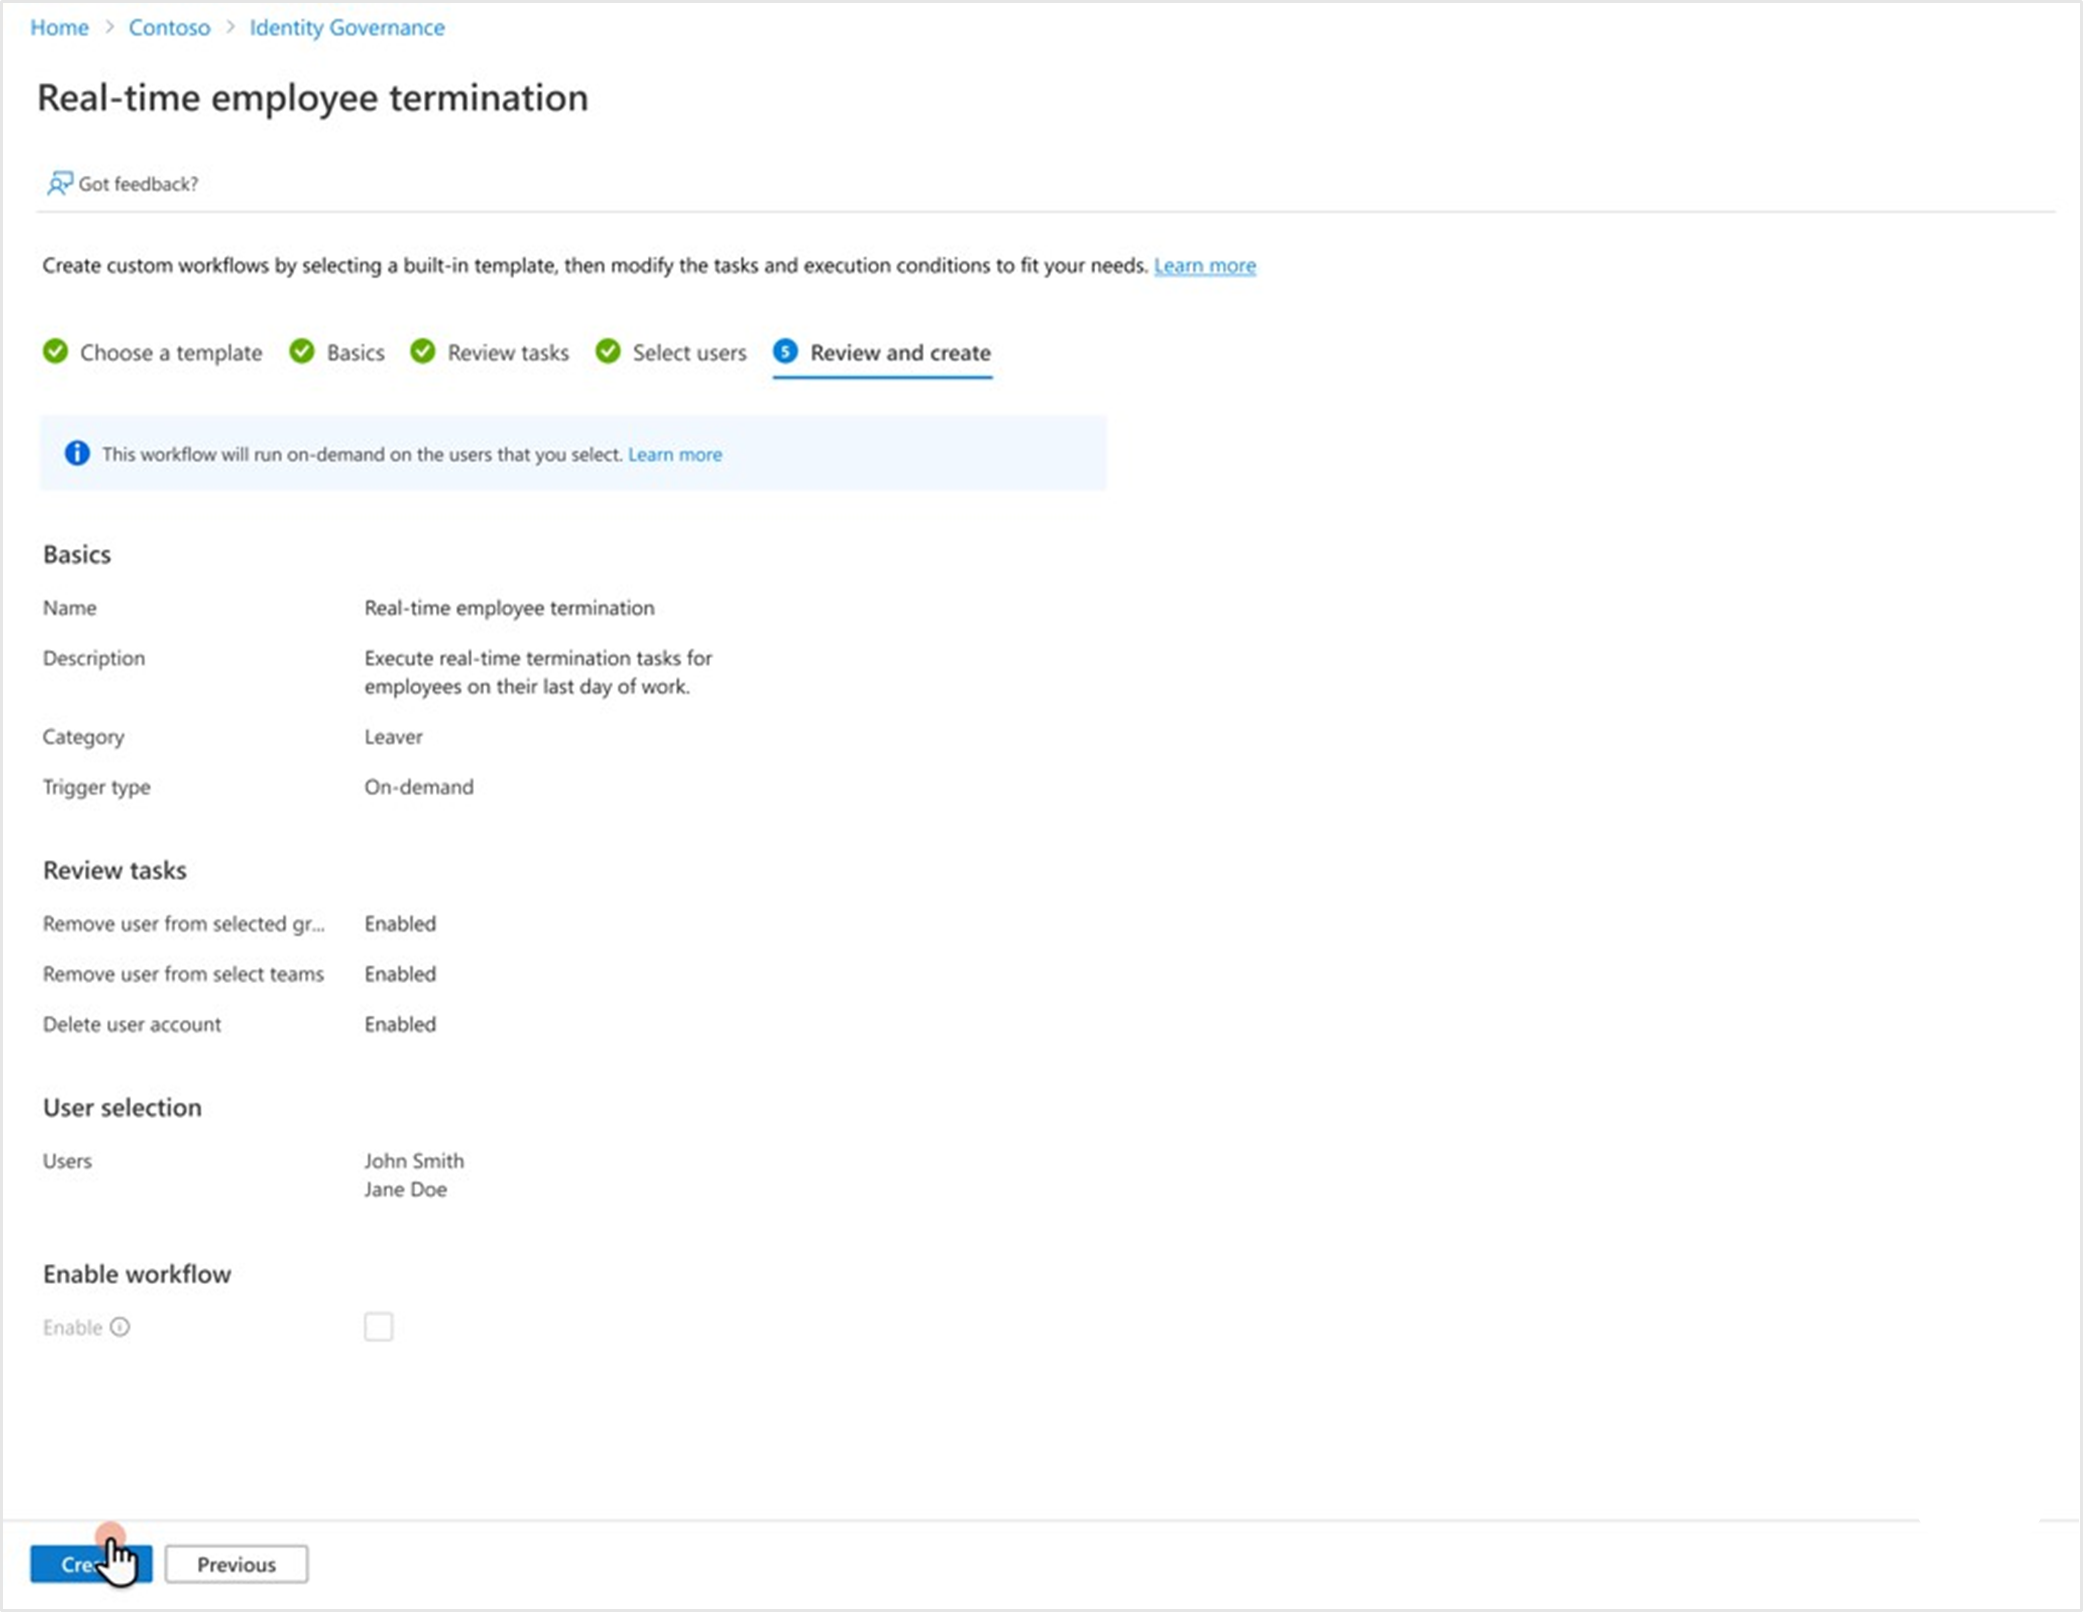 Home > Contoso > Identity Governance
Real-time employee termination
Got feedback?
Create custom workflows by selecting a built-in template, then modify the tasks and execution conditions to fit your needs. Learn more
Choose a template Basics Review tasks Select users 5 Review and create
This workflow will run on-demand on the users that you select. Learn more
Basics
Name Real-time employee termination
Description Execute real-time termination tasks for
employees on their last day of work.
Category Leaver
Trigger type On-demand
Review tasks
Remove user from selected gr... Enabled
Remove user from select teams Enabled
Delete user account Enabled
User selection
Users John Smith
Jane Doe
Enable workflow
Enable
Previous